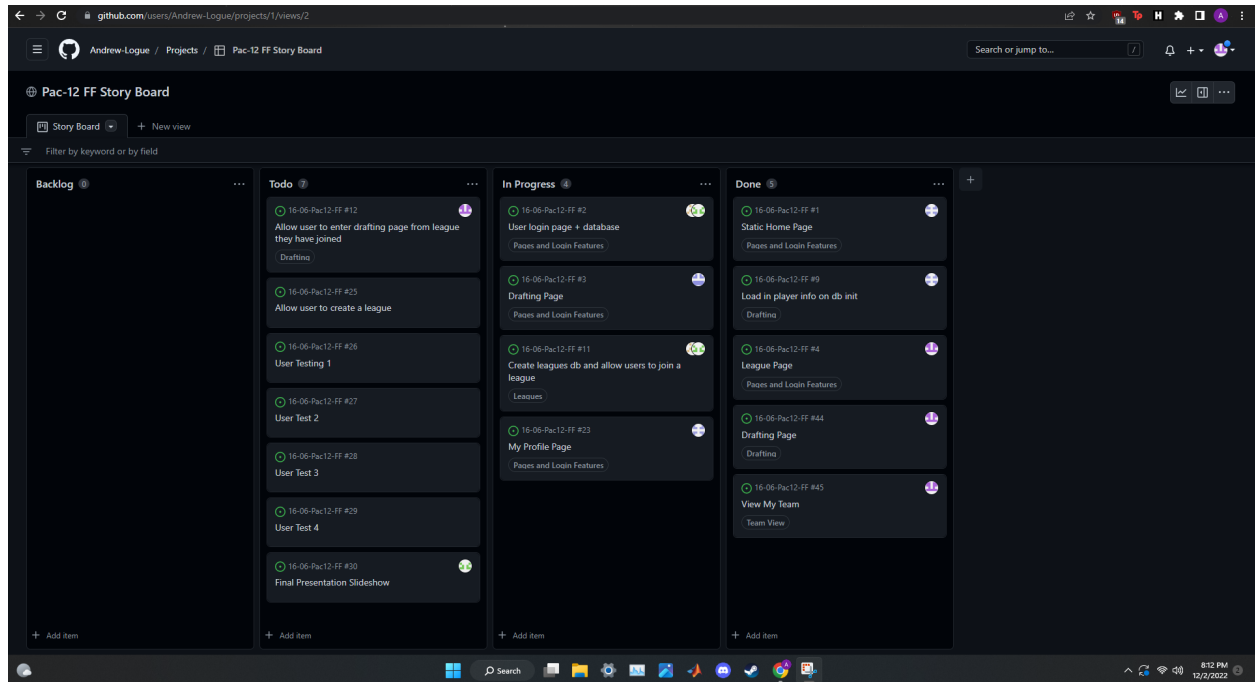 github.com/users/Andrew-Logue/projects/1/views/2
14
Tp
H
A
Andrew-Logue / Projects / Pac-12 FF Story Board
Search or jump to...
/
Pac-12 FF Story Board
Story Board
+ New view
Filter by keyword or by field
Backlog 0
Todo 7
16-06-Pac12-FF #12
Allow user to enter drafting page from league
they have joined
Drafting
16-06-Pac12-FF #25
Allow user to create a league
16-06-Pac12-FF #26
User Testing 1
16-06-Pac12-FF #27
User Test 2
16-06-Pac12-FF #28
User Test 3
16-06-Pac12-FF #29
User Test 4
16-06-Pac12-FF #30
Final Presentation Slideshow
In Progress 4
16-06-Pac12-FF #2
User login page + database
Pages and Login Features
16-06-Pac12-FF #3
Drafting Page
Pages and Login Features
16-06-Pac12-FF #11
Create leagues db and allow users to join a
league
Leagues
16-06-Pac12-FF #23
My Profile Page
Pages and Login Features
Done 5
16-06-Pac12-FF #1
Static Home Page
Pages and Login Features
16-06-Pac12-FF #9
Load in player info on db init
Drafting
16-06-Pac12-FF #4
League Page
Pages and Login Features
16-06-Pac12-FF #44
Drafting Page
Drafting
16-06-Pac12-FF #45
View My Team
Team View
+ Add item
+ Add item
+ Add item
+ Add item
Search
8:12 PM
12/2/2022
2